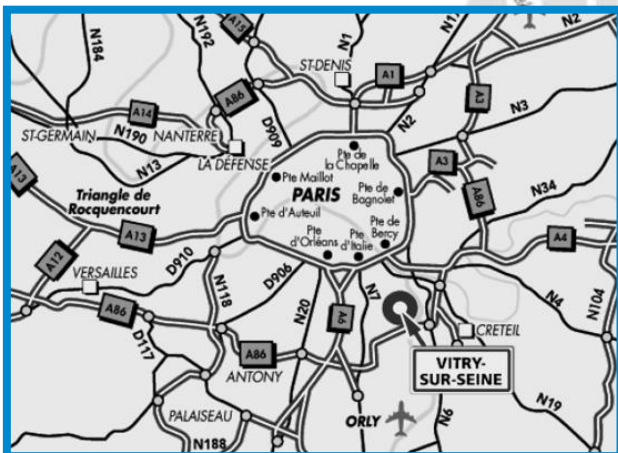 N184
N192
A15
N1
N2
ST-DENIS
A1
A3
N3
A86
N2
A14
ST-GERMAIN
N190
NANTERRE
D909
N13
LA DÉFENSE
Pte de
la Chapelle
A3
Pte Maillot
PARIS
Pte de
Bagnolet
A86
N34
A13
Triangle de
Rocquencourt
Pte d'Auteuil
Pte de
Bercy
Pte
d'Orléans
Pte
d'Italie
A13
A4
A12
D910
VERSAILLES
N118
D906
N20
A6
N7
N4
N104
A86
D117
CRETEIL
A86
ANTONY
VITRY-
SUR-SEINE
PALAISEAU
ORLY
N6
N19
N188